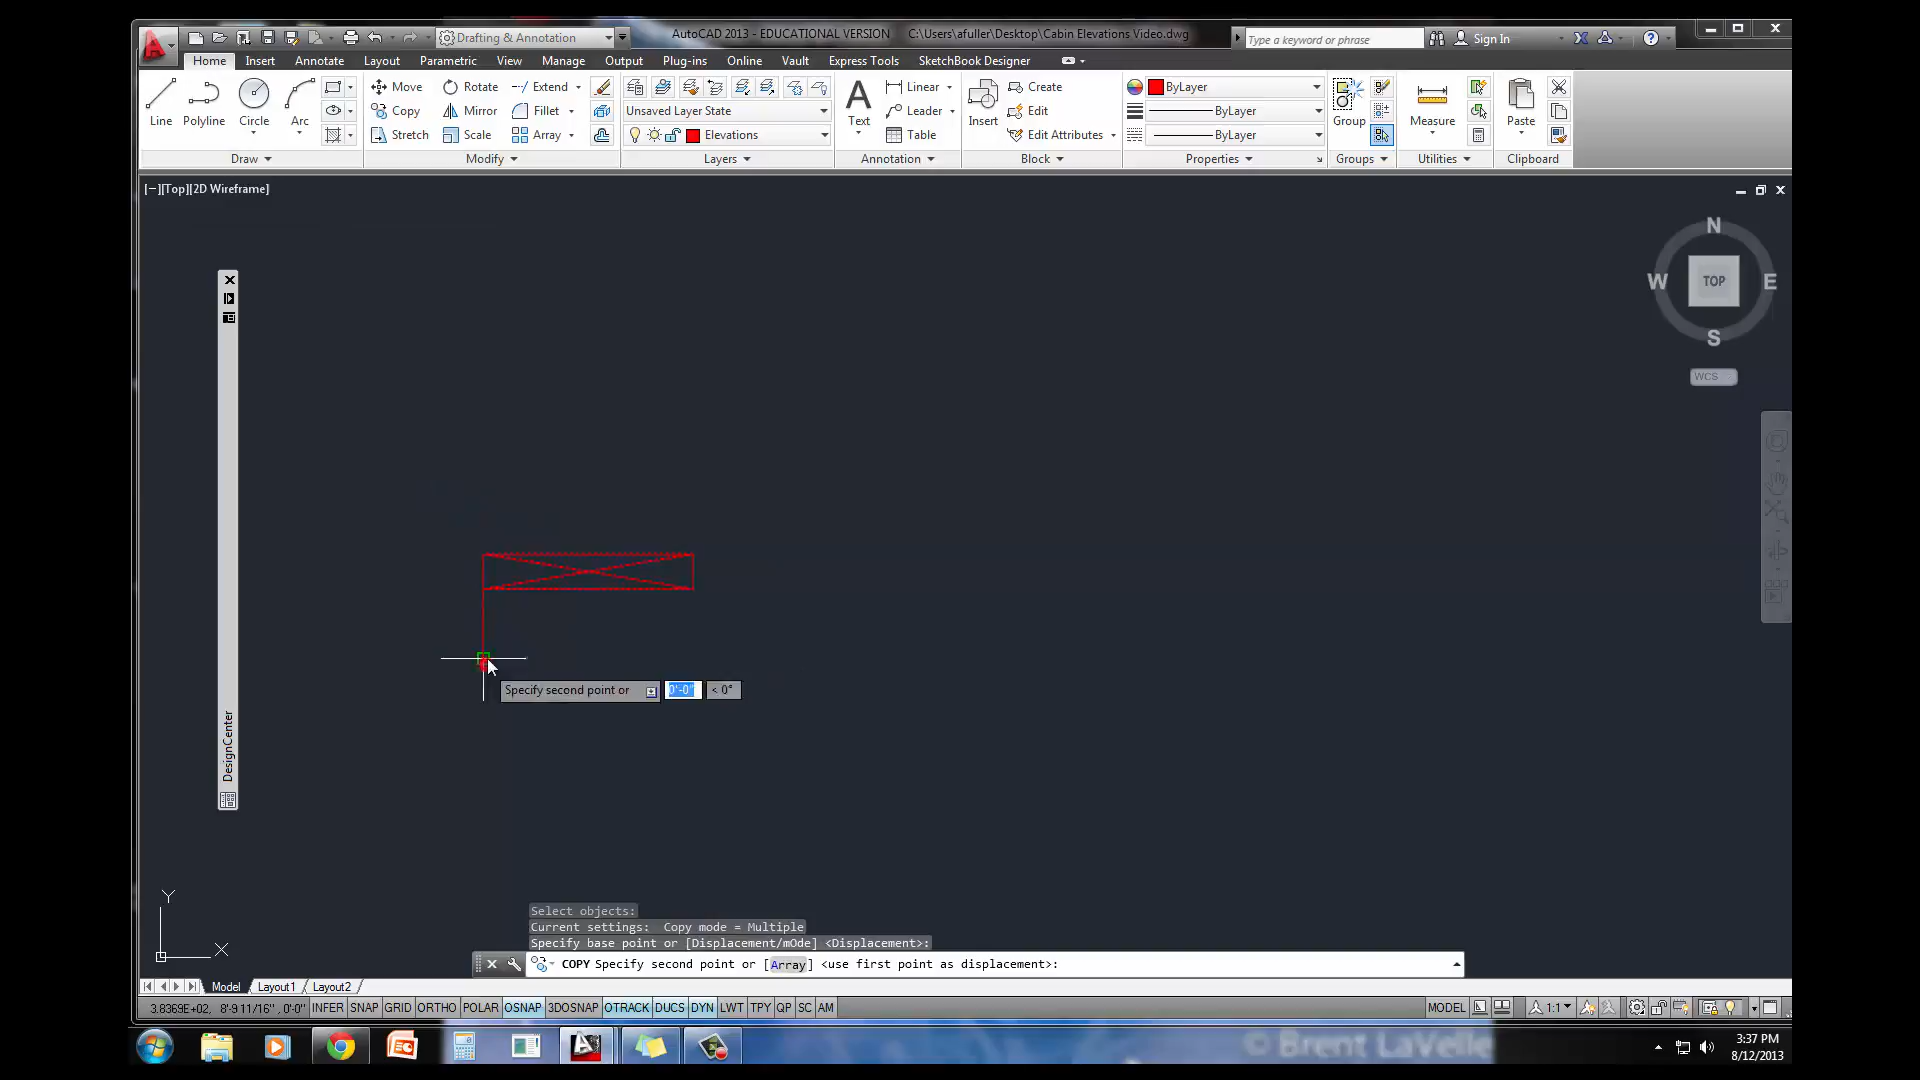 Drafting & Annotation
AutoCAD 2013 - EDUCATIONAL VERSION C:\Users\afuller\Desktop\Cabin Elevations Video.dwg
Type a keyword or phrase
Sign In
Home Insert Annotate Layout Parametric View Manage Output Plug-ins Online Vault Express Tools SketchBook Designer
Line Polyline Circle Arc
Move Rotate Extend
Copy Mirror Fillet
Stretch Scale Array
Unsaved Layer State
Elevations
Text
Linear
Leader
Table
Insert
Create
Edit
Edit Attributes
ByLayer
ByLayer
ByLayer
Group
Measure
Paste
Draw Modify Layers Annotation Block Properties Groups Utilities Clipboard
[−][Top][2D Wireframe]
N
W TOP E
S
WCS
DesignCenter
Specify second point or 0'-0" < 0°
Y
X
Select objects:
Current settings: Copy mode = Multiple
Specify base point or [Displacement/mOde] <Displacement>:
COPY Specify second point or [Array] <use first point as displacement>:
Model Layout1 Layout2
3.8369E+02, 8'-9 11/16", 0'-0" INFER SNAP GRID ORTHO POLAR OSNAP 3DOSNAP OTRACK DUCS DYN LWT TPY QP SC AM MODEL 1:1
© Brent LaVelle
3:37 PM
8/12/2013